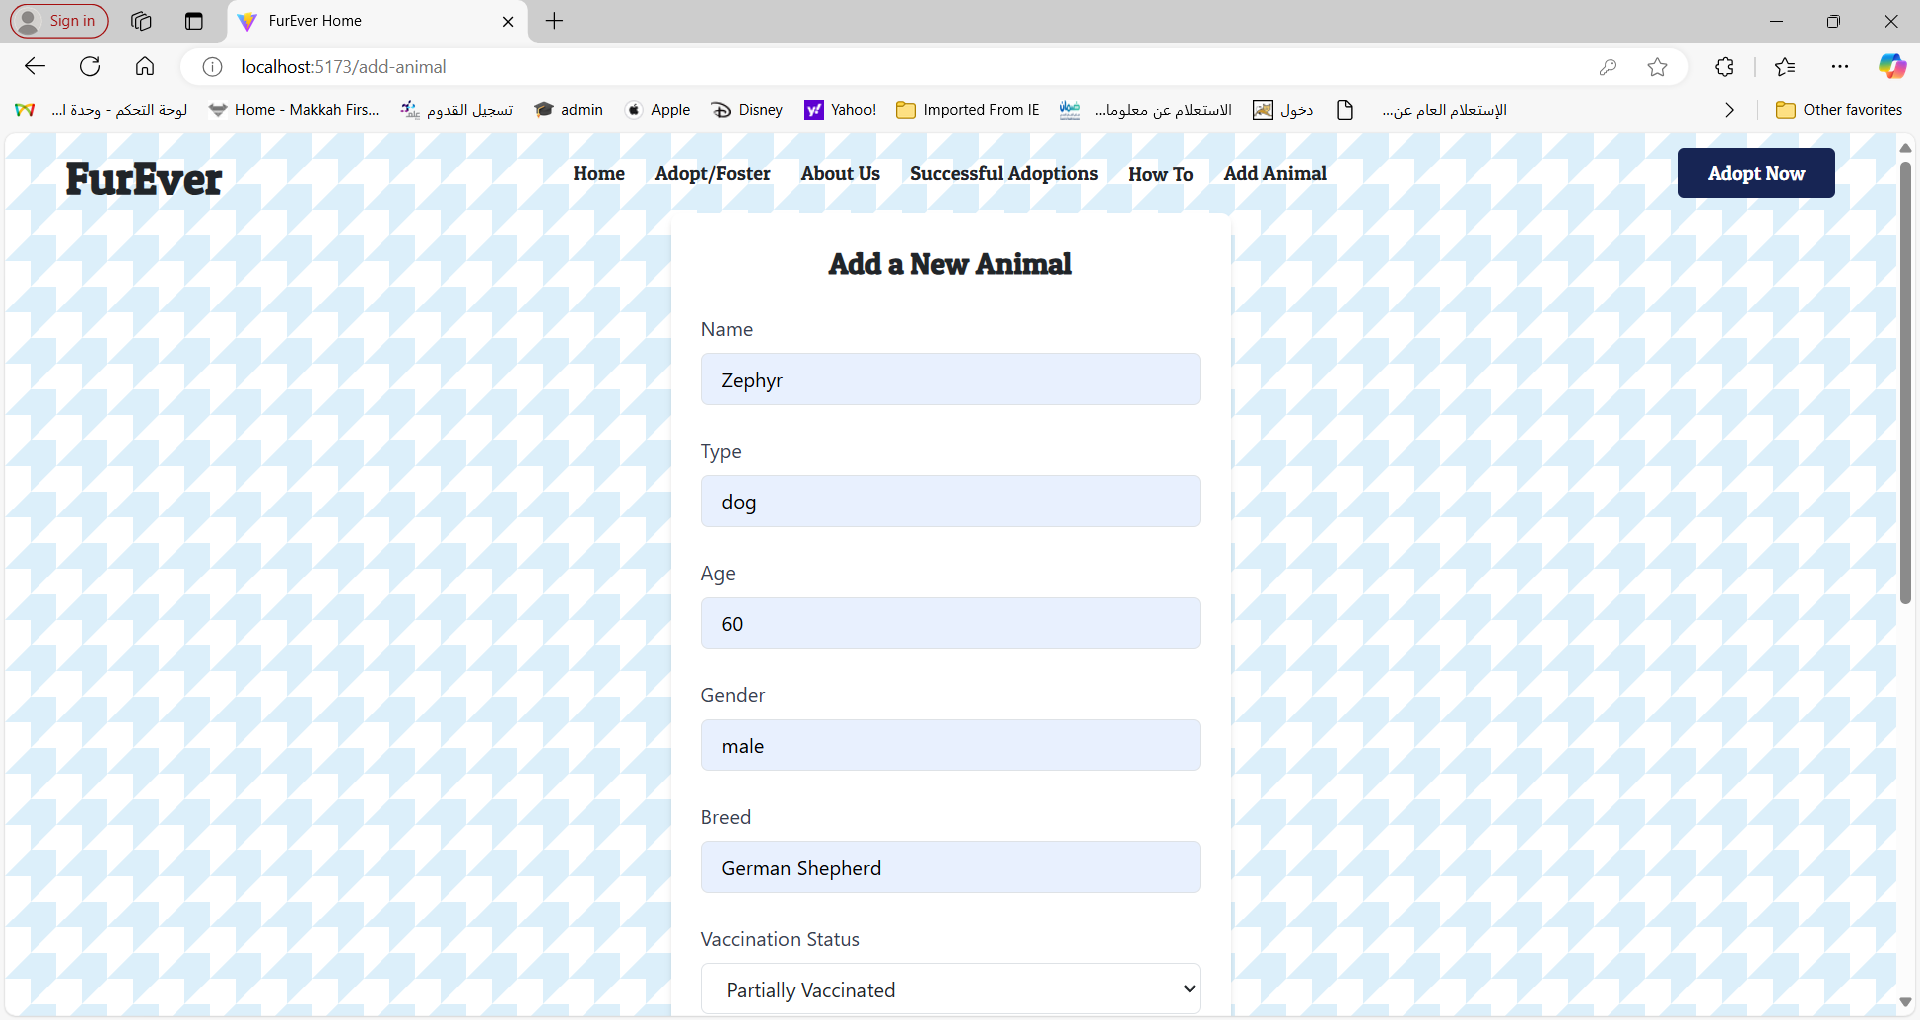 Sign in
FurEver Home
localhost:5173/add-animal
لوحة التحكم - وحدة ا...
Home - Makkah Firs...
تسجيل القدوم
admin
Apple
Disney
Yahoo!
Imported From IE
الاستعلام عن معلوما...
دخول
الإستعلام العام عن...
Other favorites
FurEver
Home
Adopt/Foster
About Us
Successful Adoptions
How To
Add Animal
Adopt Now
Add a New Animal
Name
Zephyr
Type
dog
Age
60
Gender
male
Breed
German Shepherd
Vaccination Status
Partially Vaccinated